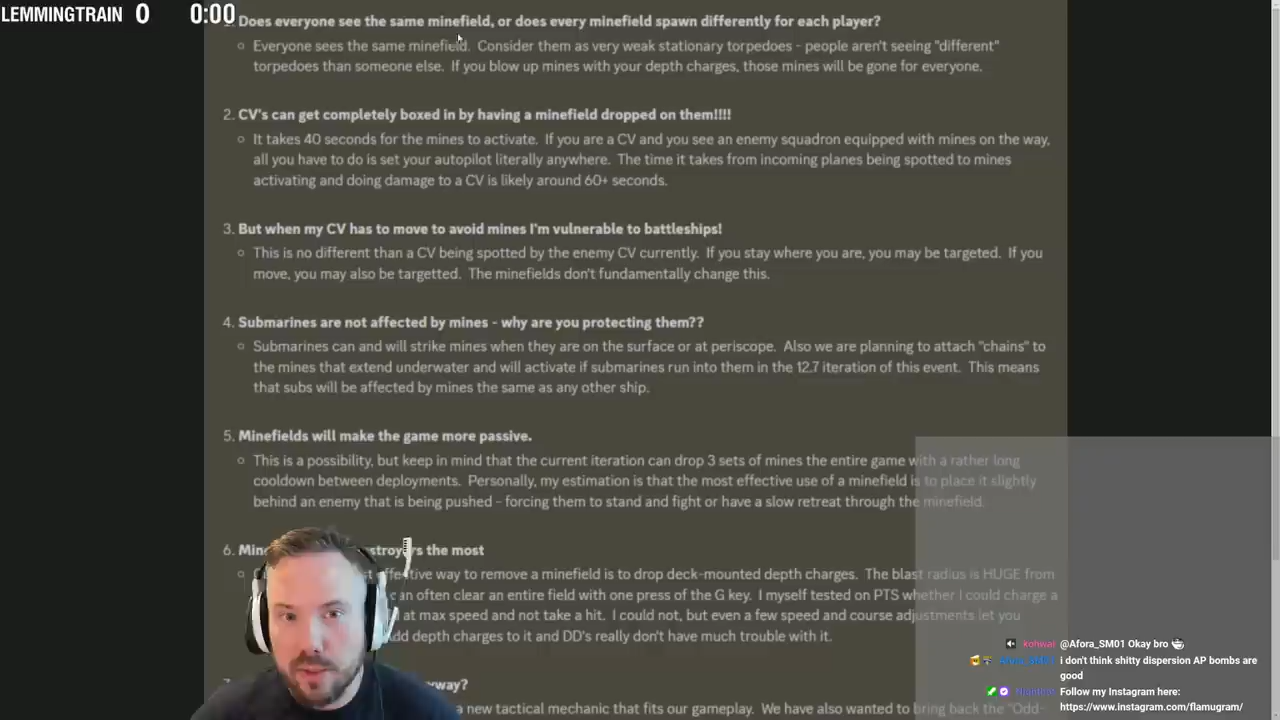 LEMMINGTRAIN 0 0:00
Does everyone see the same minefield, or does every minefield spawn differently for each player?
Everyone sees the same minefield. Consider them as very weak stationary torpedoes - people aren't seeing "different"
torpedoes than someone else. If you blow up mines with your depth charges, those mines will be gone for everyone.
2. CV's can get completely boxed in by having a minefield dropped on them!!!!
It takes 40 seconds for the mines to activate. If you are a CV and you see an enemy squadron equipped with mines on the way,
all you have to do is set your autopilot literally anywhere. The time it takes from incoming planes being spotted to mines
activating and doing damage to a CV is likely around 60+ seconds.
3. But when my CV has to move to avoid mines I'm vulnerable to battleships!
This is no different than a CV being spotted by the enemy CV currently. If you stay where you are, you may be targeted. If you
move, you may also be targetted. The minefields don't fundamentally change this.
4. Submarines are not affected by mines - why are you protecting them??
Submarines can and will strike mines when they are on the surface or at periscope. Also we are planning to attach "chains" to
the mines that extend underwater and will activate if submarines run into them in the 12.7 iteration of this event. This means
that subs will be affected by mines the same as any other ship.
5. Minefields will make the game more passive.
This is a possibility, but keep in mind that the current iteration can drop 3 sets of mines the entire game with a rather long
cooldown between deployments. Personally, my estimation is that the most effective use of a minefield is to place it slightly
behind an enemy that is being pushed - forcing them to stand and fight or have a slow retreat through the minefield.
6. the most
way to remove a minefield is to drop deck-mounted depth charges. The blast radius is HUGE from
can often clear an entire field with one press of the G key. I myself tested on PTS whether I could charge a
at max speed and not take a hit. I could not, but even a few speed and course adjustments let you
depth charges to it and DD's really don't have much trouble with it.
a new tactical mechanic that fits our gameplay. We have also wanted to bring back the "Odd-
kohwai @Afora_SM01 Okay bro
Afora_SM01 i don't think shitty dispersion AP bombs are
good
Nightbot Follow my Instagram here:
https://www.instagram.com/flamugram/